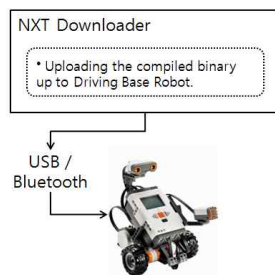 NXT Downloader
* Uploading the compiled binary
up to Driving Base Robot.
USB /
Bluetooth